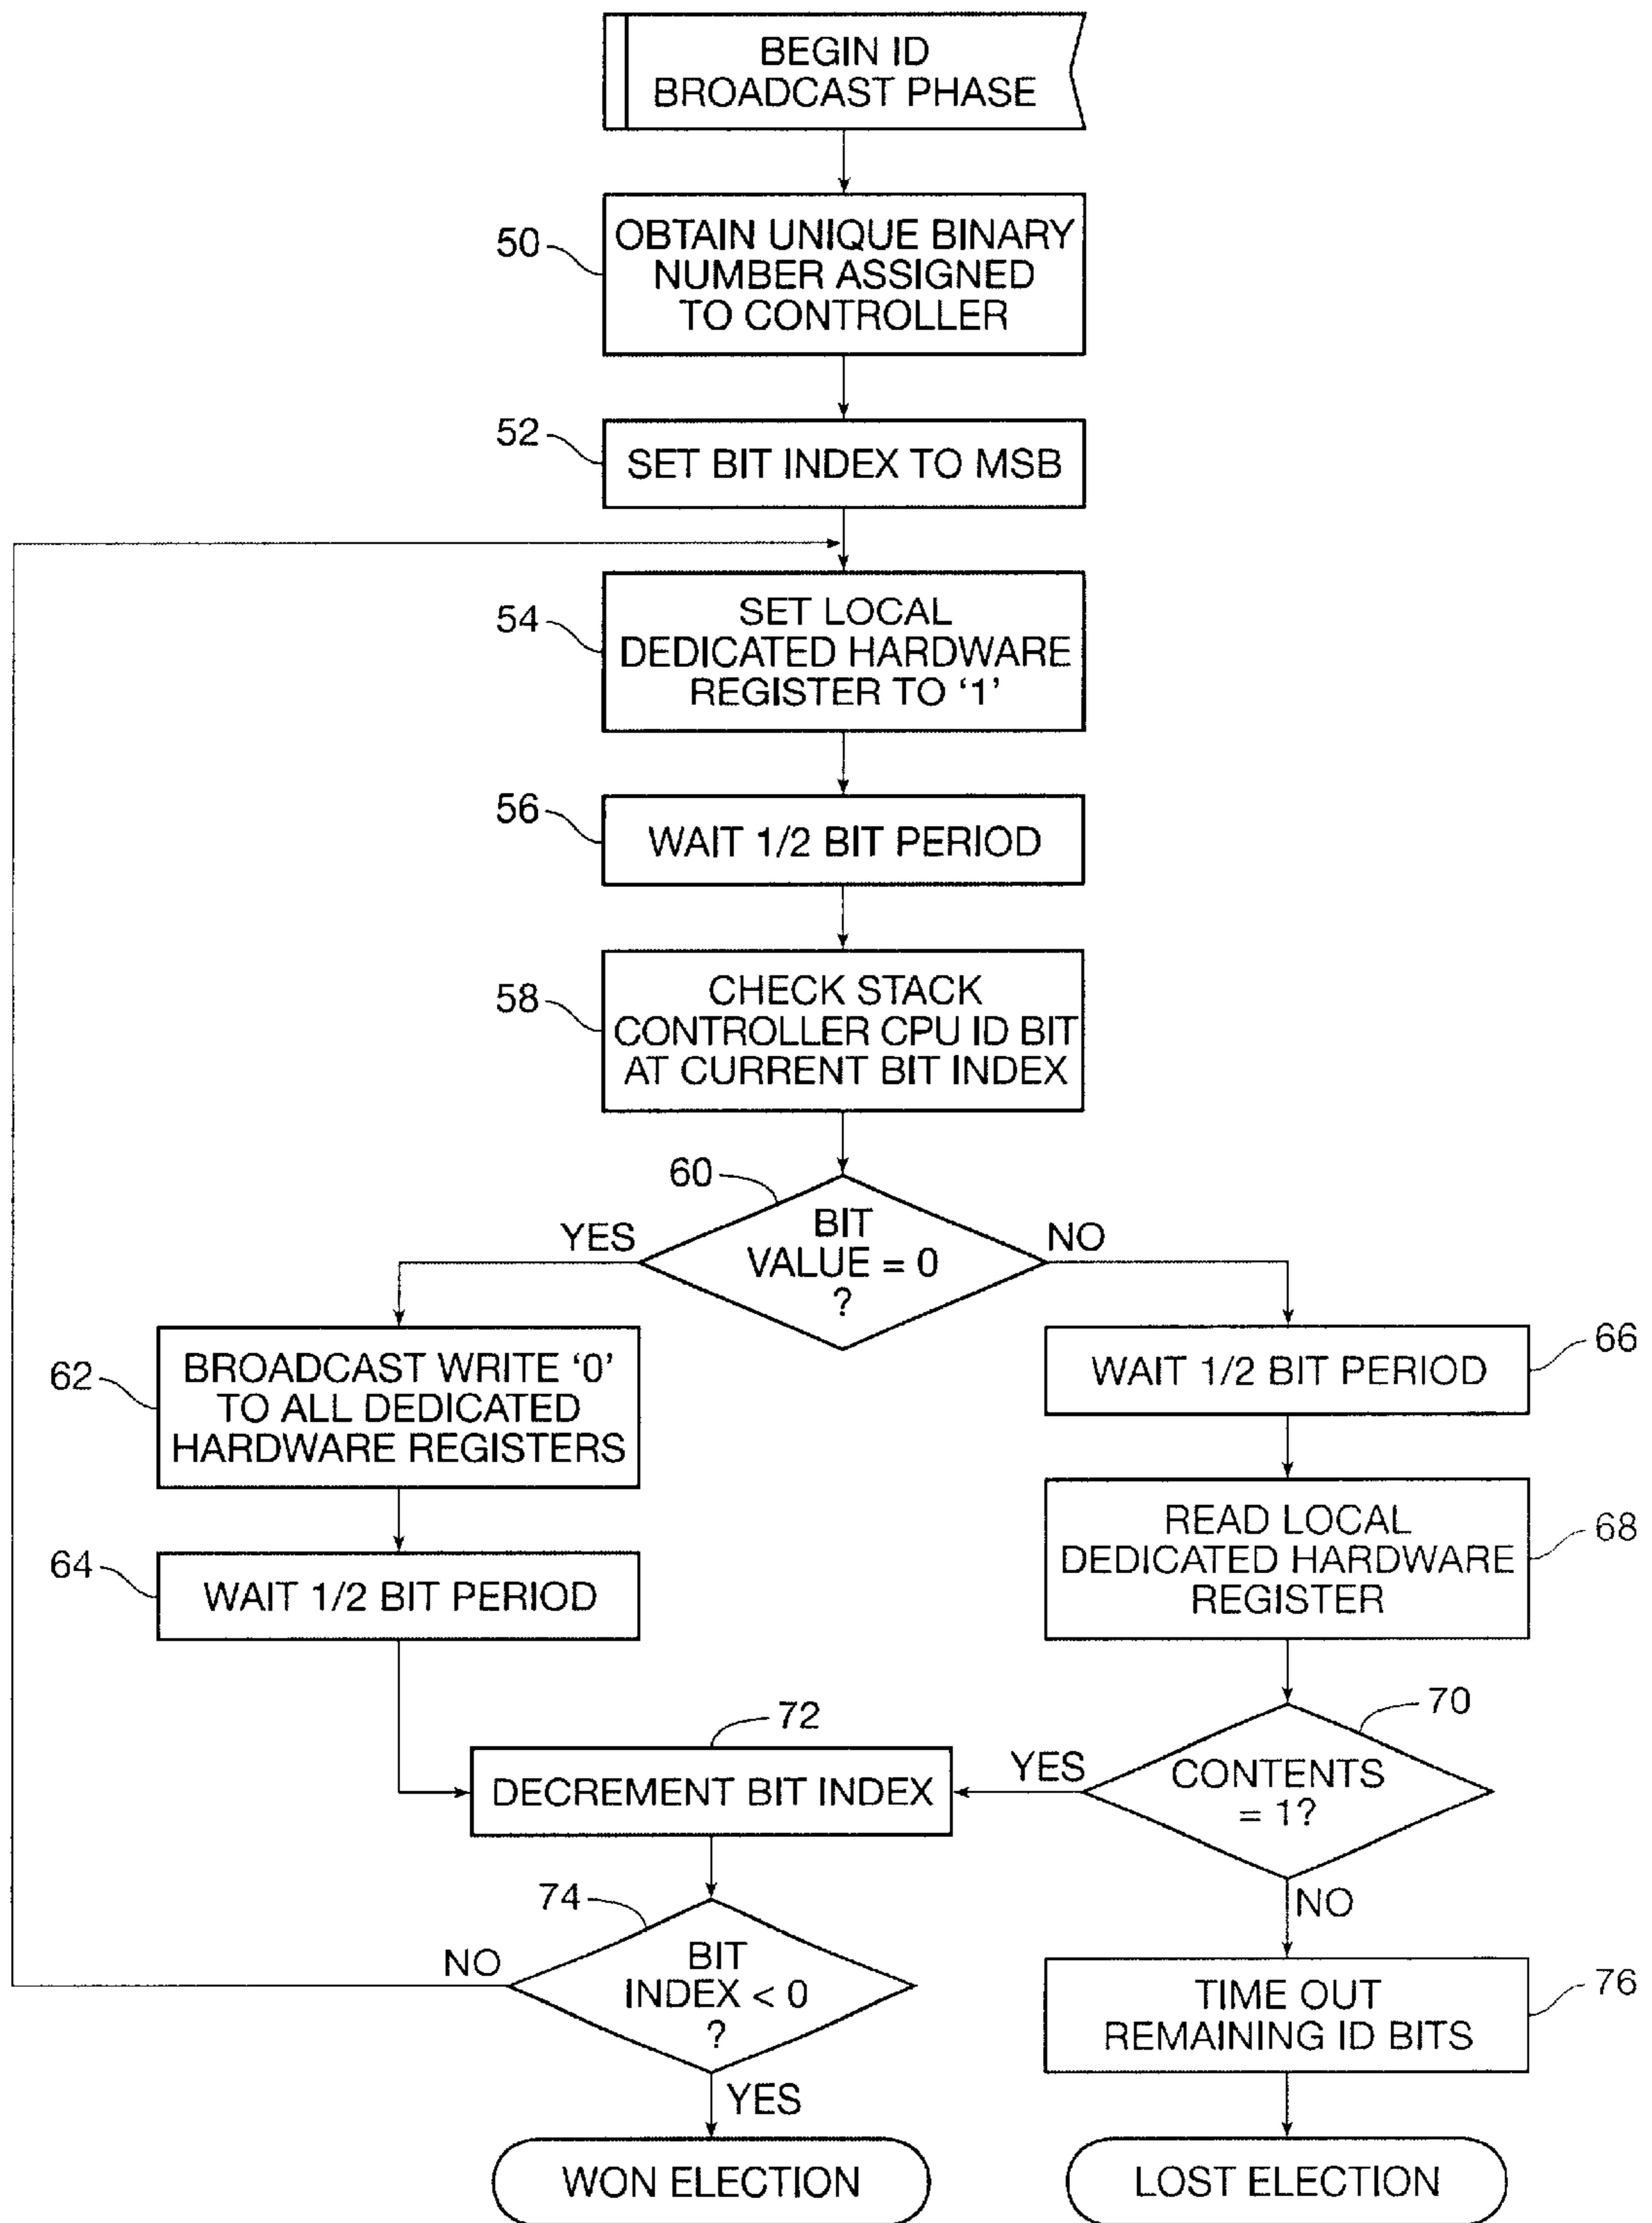 BEGIN ID
BROADCAST PHASE
50
OBTAIN UNIQUE BINARY
NUMBER ASSIGNED
TO CONTROLLER
52
SET BIT INDEX TO MSB
54
SET LOCAL
DEDICATED HARDWARE
REGISTER TO ‘1’
56
WAIT 1/2 BIT PERIOD
58
CHECK STACK
CONTROLLER CPU ID BIT
AT CURRENT BIT INDEX
60
BIT
VALUE = 0
?
YES
NO
62
BROADCAST WRITE ‘0’
TO ALL DEDICATED
HARDWARE REGISTERS
66
WAIT 1/2 BIT PERIOD
64
WAIT 1/2 BIT PERIOD
68
READ LOCAL
DEDICATED HARDWARE
REGISTER
70
CONTENTS
= 1?
YES
NO
72
DECREMENT BIT INDEX
74
BIT
INDEX < 0
?
NO
YES
76
TIME OUT
REMAINING ID BITS
WON ELECTION
LOST ELECTION